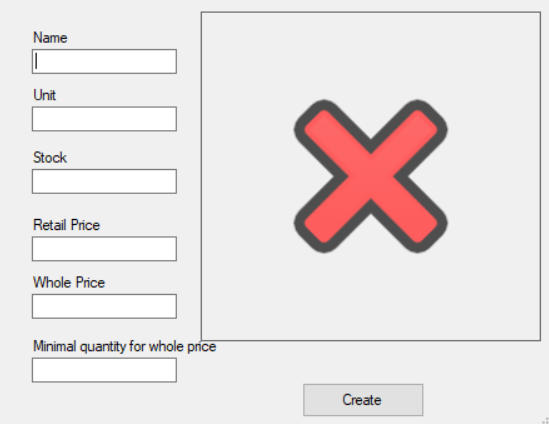 Name
Unit
Stock
Retail Price
Whole Price
Minimal quantity for whole price
Create